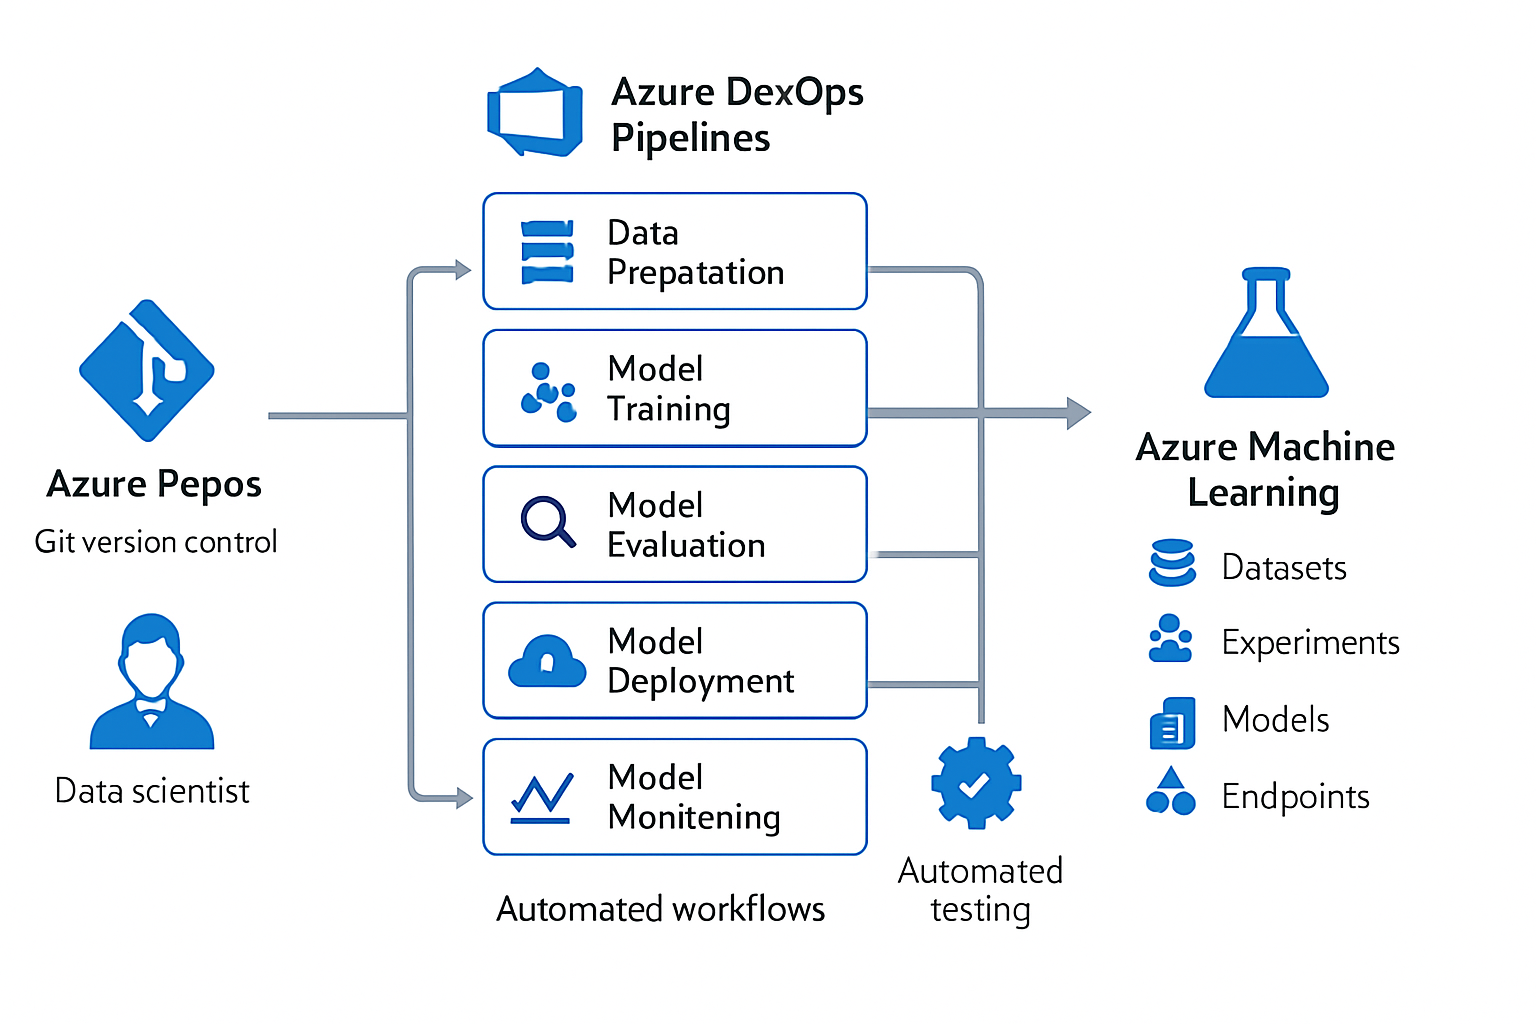 Azure DexOps
Pipelines
Data
Prepatation
Model
Training
Model
Evaluation
Model
Deployment
Model
Monitening
Automated workflows
Azure Pepos
Git version control
Data scientist
Automated
testing
Azure Machine
Learning
Datasets
Experiments
Models
Endpoints